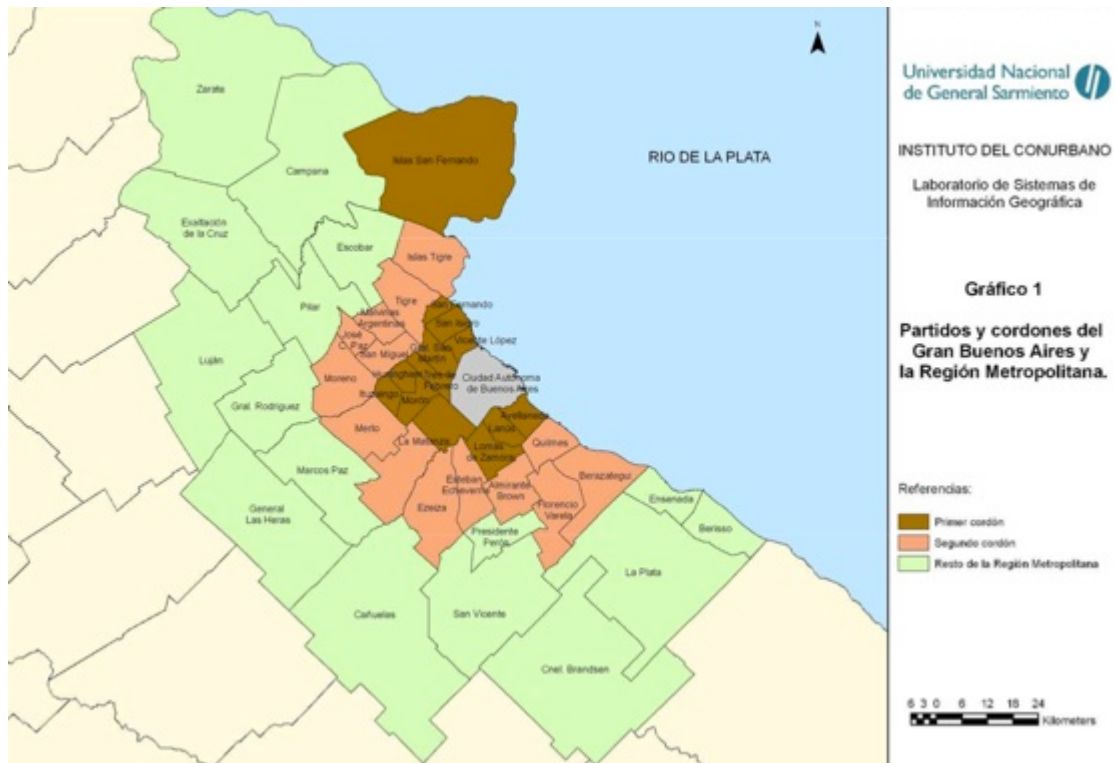 N
Zarate
Campana
Islas San Fernando
RIO DE LA PLATA
Exaltación
de la Cruz
Escobar
Islas Tigre
Pilar
Tigre
San Fernando
Malvinas
Argentinas
San Isidro
José
C. Paz
Vicente López
San Miguel
Gral. San
Martín
Luján
Moreno
Hurlingham
Tres de
Febrero
Ciudad Autónoma
de Buenos Aires
Ituzaingo
Morón
Gral. Rodriguez
Avellaneda
Lanús
Merlo
La Matanza
Lomas
de Zamora
Quilmes
Marcos Paz
Berazategui
Esteban
Echeverria
Almirante
Brown
Ensenada
General
Las Heras
Ezeiza
Florencio
Varela
Berisso
Presidente
Perón
La Plata
Cañuelas
San Vicente
Cnel. Brandsen
Universidad Nacional
de General Sarmiento
INSTITUTO DEL CONURBANO
Laboratorio de Sistemas de
Información Geográfica
Gráfico 1
Partidos y cordones del
Gran Buenos Aires y
la Región Metropolitana.
Referencias:
Primer cordón
Segundo cordón
Resto de la Región Metropolitana
6 3 0 6 12 18 24
Kilometers